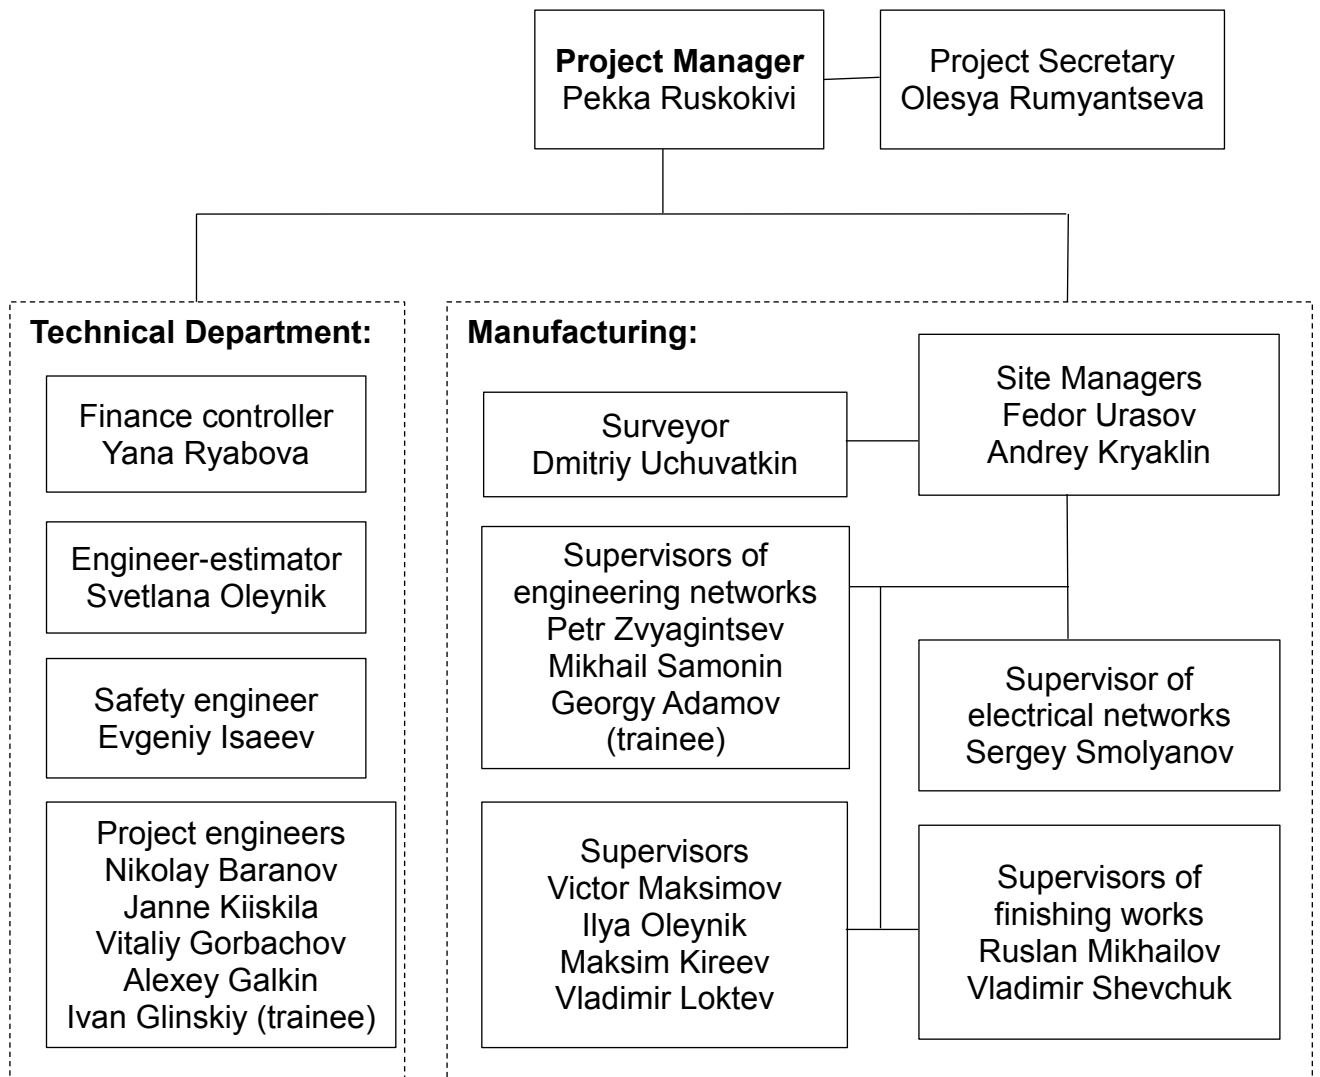 Project Manager
Pekka Ruskokivi
Project Secretary
Olesya Rumyantseva
Technical Department:
Finance controller
Yana Ryabova
Engineer-estimator
Svetlana Oleynik
Safety engineer
Evgeniy Isaeev
Project engineers
Nikolay Baranov
Janne Kiiskila
Vitaliy Gorbachov
Alexey Galkin
Ivan Glinskiy (trainee)
Manufacturing:
Site Managers
Fedor Urasov
Andrey Kryaklin
Surveyor
Dmitriy Uchuvatkin
Supervisors of
engineering networks
Petr Zvyagintsev
Mikhail Samonin
Georgy Adamov
(trainee)
Supervisor of
electrical networks
Sergey Smolyanov
Supervisors
Victor Maksimov
Ilya Oleynik
Maksim Kireev
Vladimir Loktev
Supervisors of
finishing works
Ruslan Mikhailov
Vladimir Shevchuk